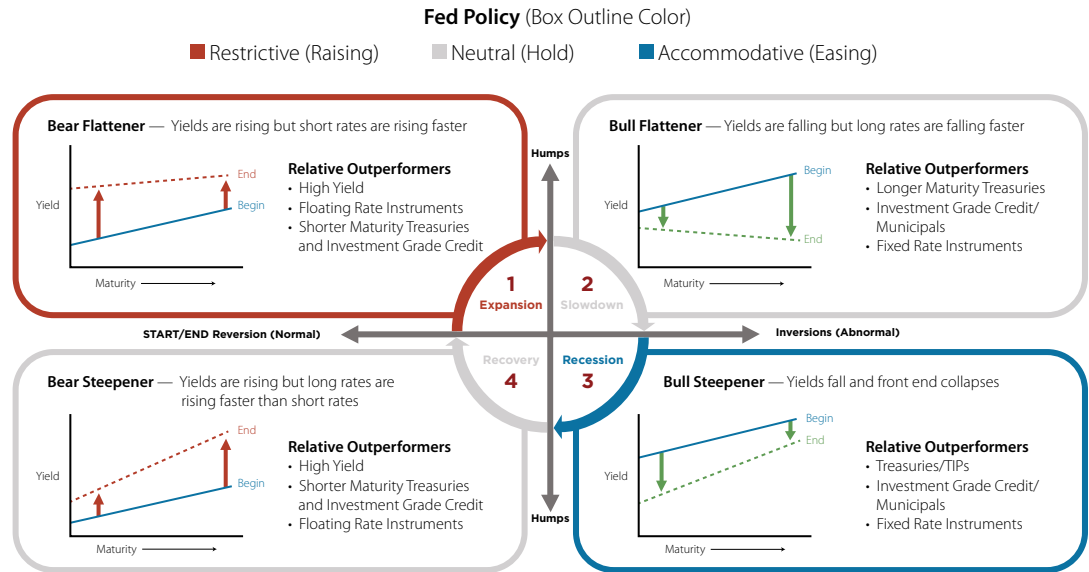 Fed Policy (Box Outline Color)
Restrictive (Raising)
Neutral (Hold)
Accommodative (Easing)
Bear Flattener — Yields are rising but short rates are rising faster
Yield
End
Begin
Maturity
Relative Outperformers
• High Yield
• Floating Rate Instruments
• Shorter Maturity Treasuries
and Investment Grade Credit
Humps
Bull Flattener — Yields are falling but long rates are falling faster
Yield
Begin
End
Maturity
Relative Outperformers
• Longer Maturity Treasuries
• Investment Grade Credit/
Municipals
• Fixed Rate Instruments
1
Expansion
2
Slowdown
START/END Reversion (Normal)
Inversions (Abnormal)
Recovery
4
Recession
3
Bear Steepener — Yields are rising but long rates are
rising faster than short rates
Yield
End
Begin
Maturity
Relative Outperformers
• High Yield
• Shorter Maturity Treasuries
and Investment Grade Credit
• Floating Rate Instruments
Humps
Bull Steepener — Yields fall and front end collapses
Yield
Begin
End
Maturity
Relative Outperformers
• Treasuries/TIPs
• Investment Grade Credit/
Municipals
• Fixed Rate Instruments